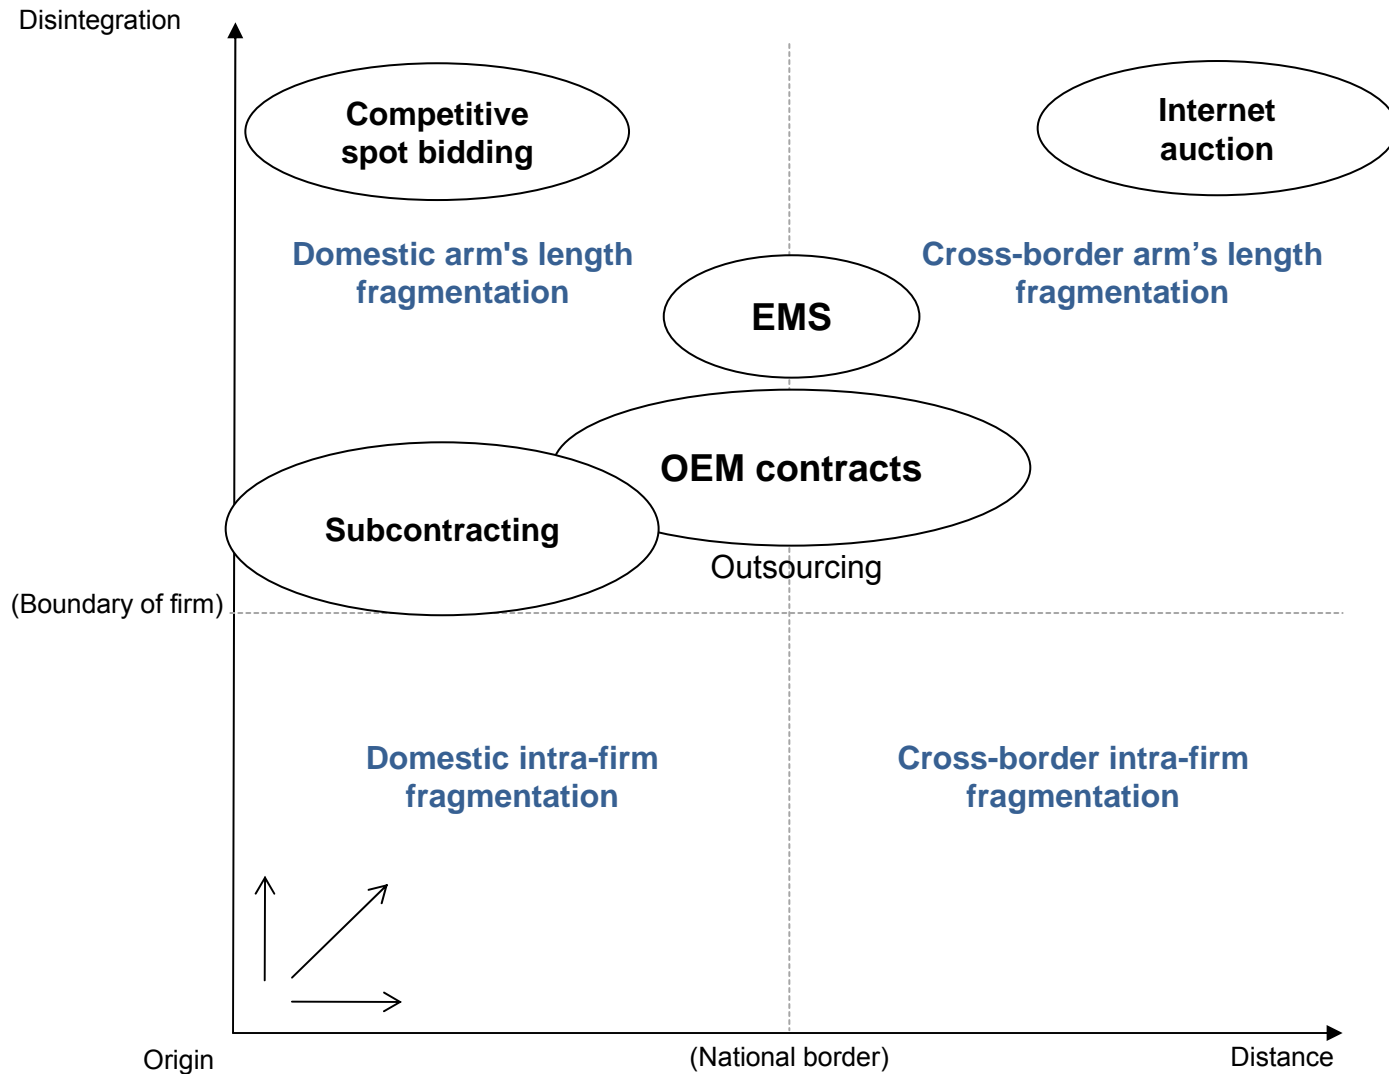 Disintegration
Competitive
spot bidding
Internet
auction
Domestic arm's length
fragmentation
Cross-border arm’s length
fragmentation
EMS
OEM contracts
Subcontracting
Outsourcing
(Boundary of firm)
Domestic intra-firm
fragmentation
Cross-border intra-firm
fragmentation
Origin
(National border)
Distance